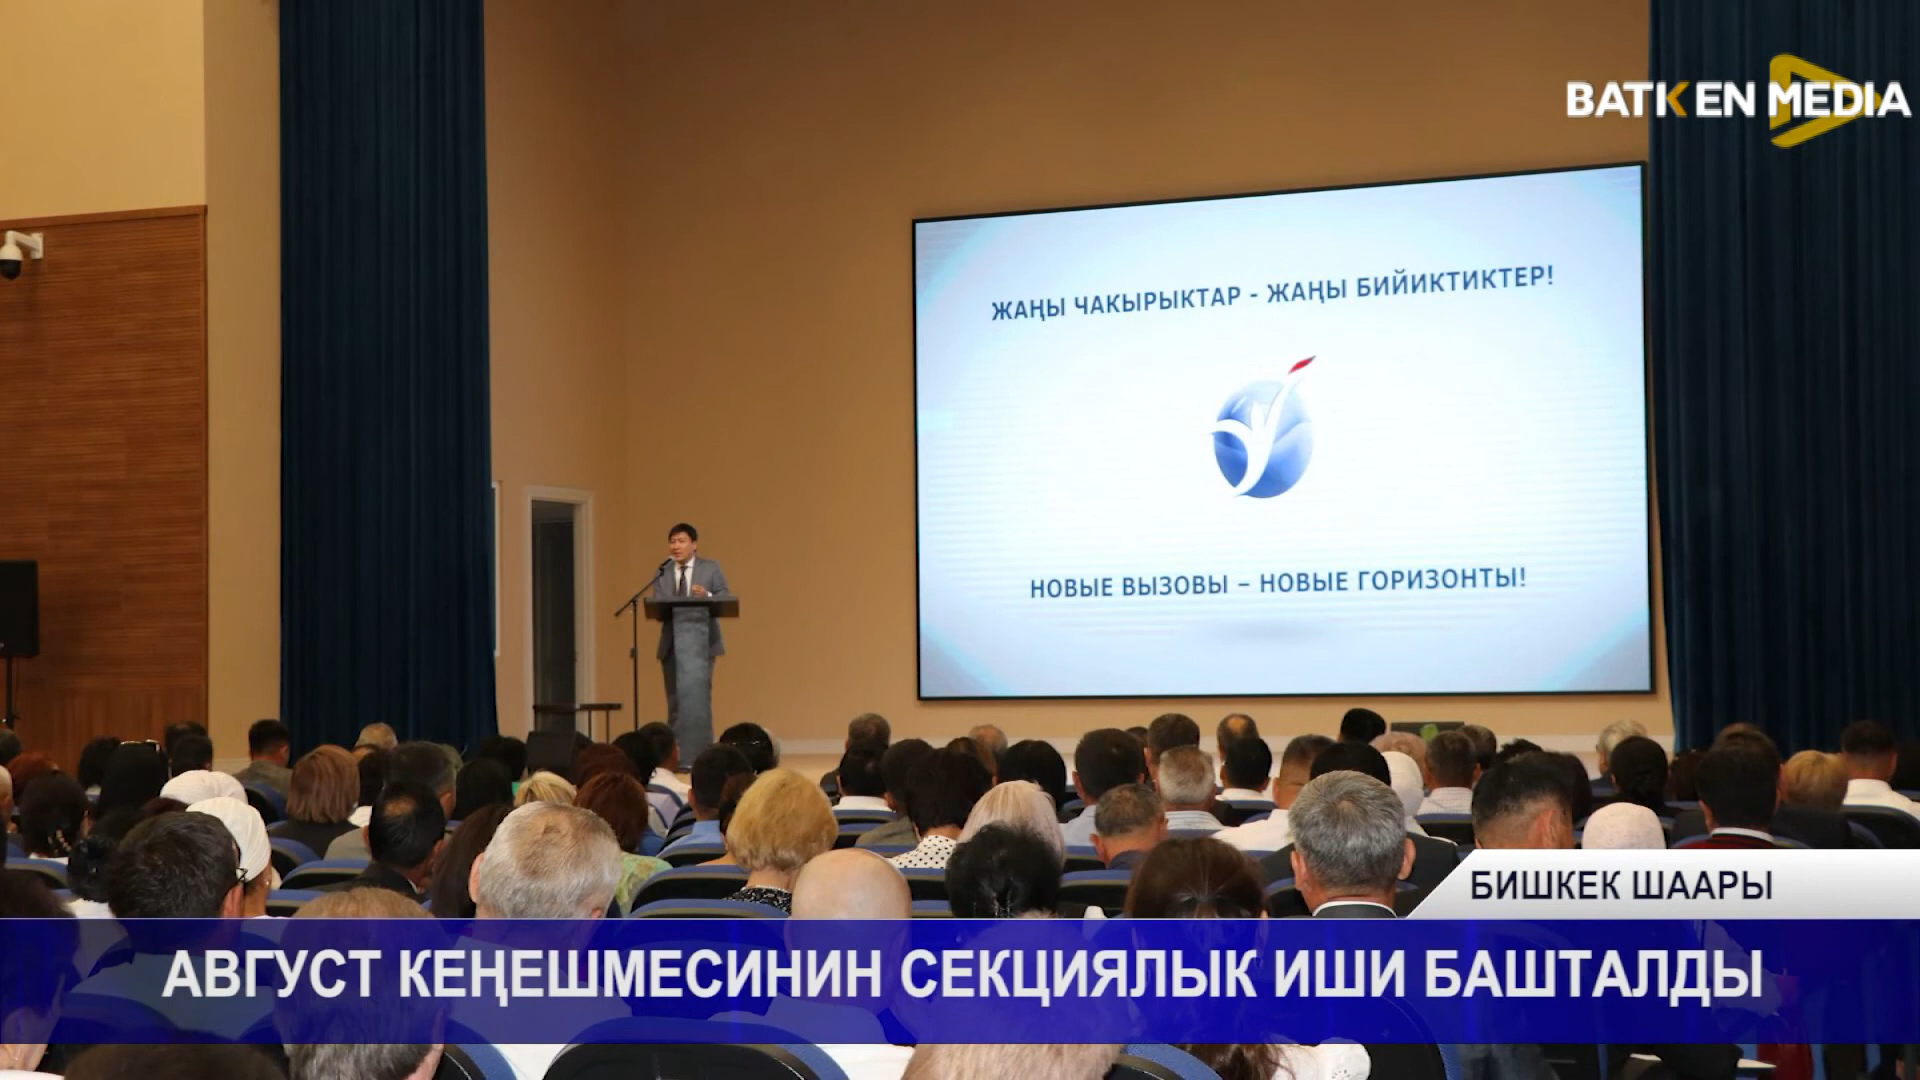 BATKEN MEDIA
ЖАҢЫ ЧАКЫРЫКТАР - ЖАҢЫ БИЙИКТИКТЕР!
НОВЫЕ ВЫЗОВЫ – НОВЫЕ ГОРИЗОНТЫ!
БИШКЕК ШААРЫ
АВГУСТ КЕҢЕШМЕСИНИН СЕКЦИЯЛЫК ИШИ БАШТАЛДЫ